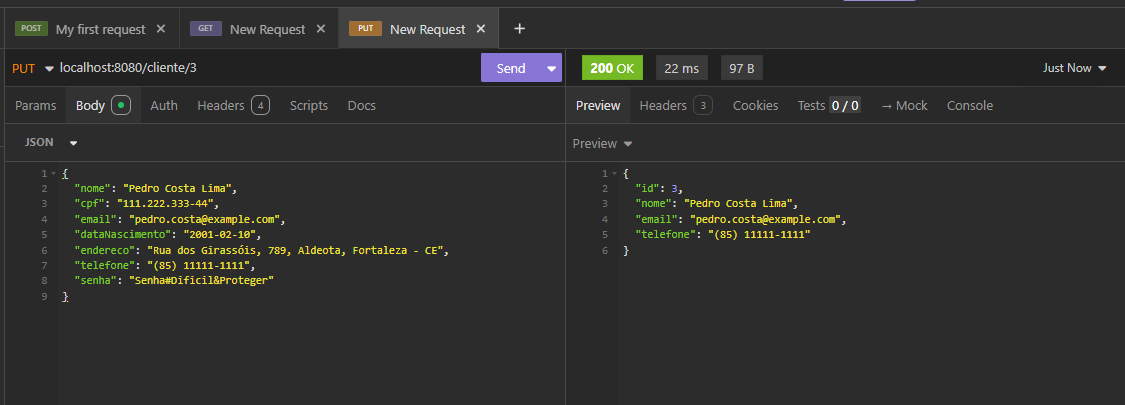 POST My first request × GET New Request × PUT New Request × +
PUT localhost:8080/cliente/3 Send 200 OK 22 ms 97 B Just Now
Params Body Auth Headers 4 Scripts Docs Preview Headers 3 Cookies Tests 0 / 0 → Mock Console
JSON
1 {
2 "nome": "Pedro Costa Lima",
3 "cpf": "111.222.333-44",
4 "email": "pedro.costa@example.com",
5 "dataNascimento": "2001-02-10",
6 "endereco": "Rua dos Girassóis, 789, Aldeota, Fortaleza - CE",
7 "telefone": "(85) 11111-1111",
8 "senha": "Senha#Dificil&Proteger"
9 }
Preview
1 {
2 "id": 3,
3 "nome": "Pedro Costa Lima",
4 "email": "pedro.costa@example.com",
5 "telefone": "(85) 11111-1111"
6 }